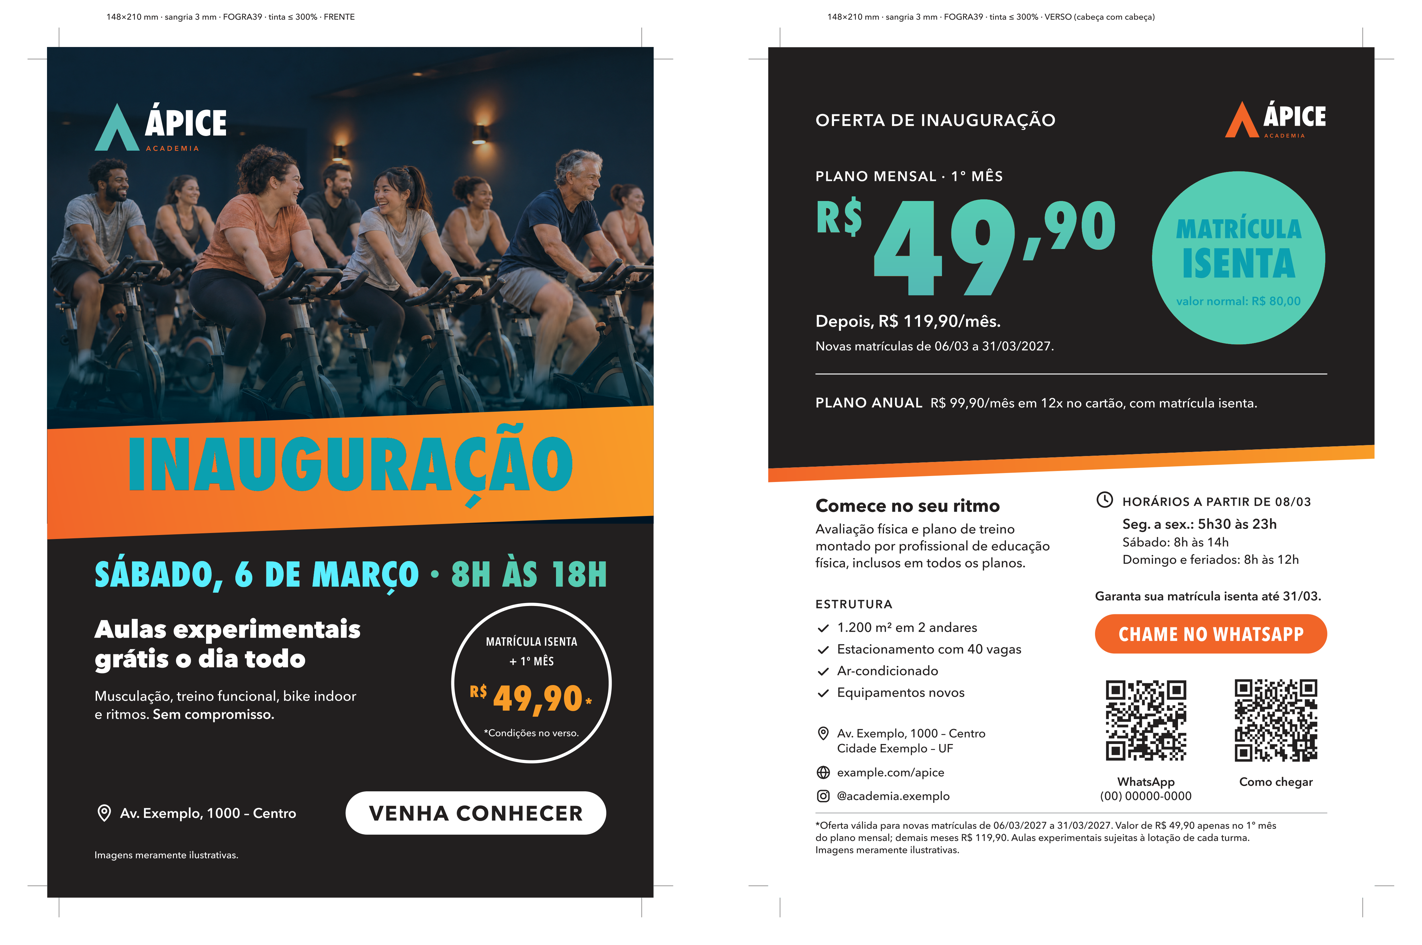 148×210 mm · sangria 3 mm · FOGRA39 · tinta ≤ 300% · FRENTE
ÁPICE
ACADEMIA
INAUGURAÇÃO
SÁBADO, 6 DE MARÇO · 8H ÀS 18H
Aulas experimentais
grátis o dia todo
Musculação, treino funcional, bike indoor
e ritmos. Sem compromisso.
MATRÍCULA ISENTA
+ 1º MÊS
R$ 49,90*
*Condições no verso.
Av. Exemplo, 1000 – Centro
VENHA CONHECER
Imagens meramente ilustrativas.
148×210 mm · sangria 3 mm · FOGRA39 · tinta ≤ 300% · VERSO (cabeça com cabeça)
OFERTA DE INAUGURAÇÃO
ÁPICE
ACADEMIA
PLANO MENSAL · 1º MÊS
R$ 49,90
Depois, R$ 119,90/mês.
Novas matrículas de 06/03 a 31/03/2027.
MATRÍCULA
ISENTA
valor normal: R$ 80,00
PLANO ANUAL R$ 99,90/mês em 12x no cartão, com matrícula isenta.
Comece no seu ritmo
Avaliação física e plano de treino
montado por profissional de educação
física, inclusos em todos os planos.
ESTRUTURA
1.200 m² em 2 andares
Estacionamento com 40 vagas
Ar-condicionado
Equipamentos novos
Av. Exemplo, 1000 – Centro
Cidade Exemplo – UF
example.com/apice
@academia.exemplo
HORÁRIOS A PARTIR DE 08/03
Seg. a sex.: 5h30 às 23h
Sábado: 8h às 14h
Domingo e feriados: 8h às 12h
Garanta sua matrícula isenta até 31/03.
CHAME NO WHATSAPP
WhatsApp
(00) 00000-0000
Como chegar
*Oferta válida para novas matrículas de 06/03/2027 a 31/03/2027. Valor de R$ 49,90 apenas no 1º mês
do plano mensal; demais meses R$ 119,90. Aulas experimentais sujeitas à lotação de cada turma.
Imagens meramente ilustrativas.